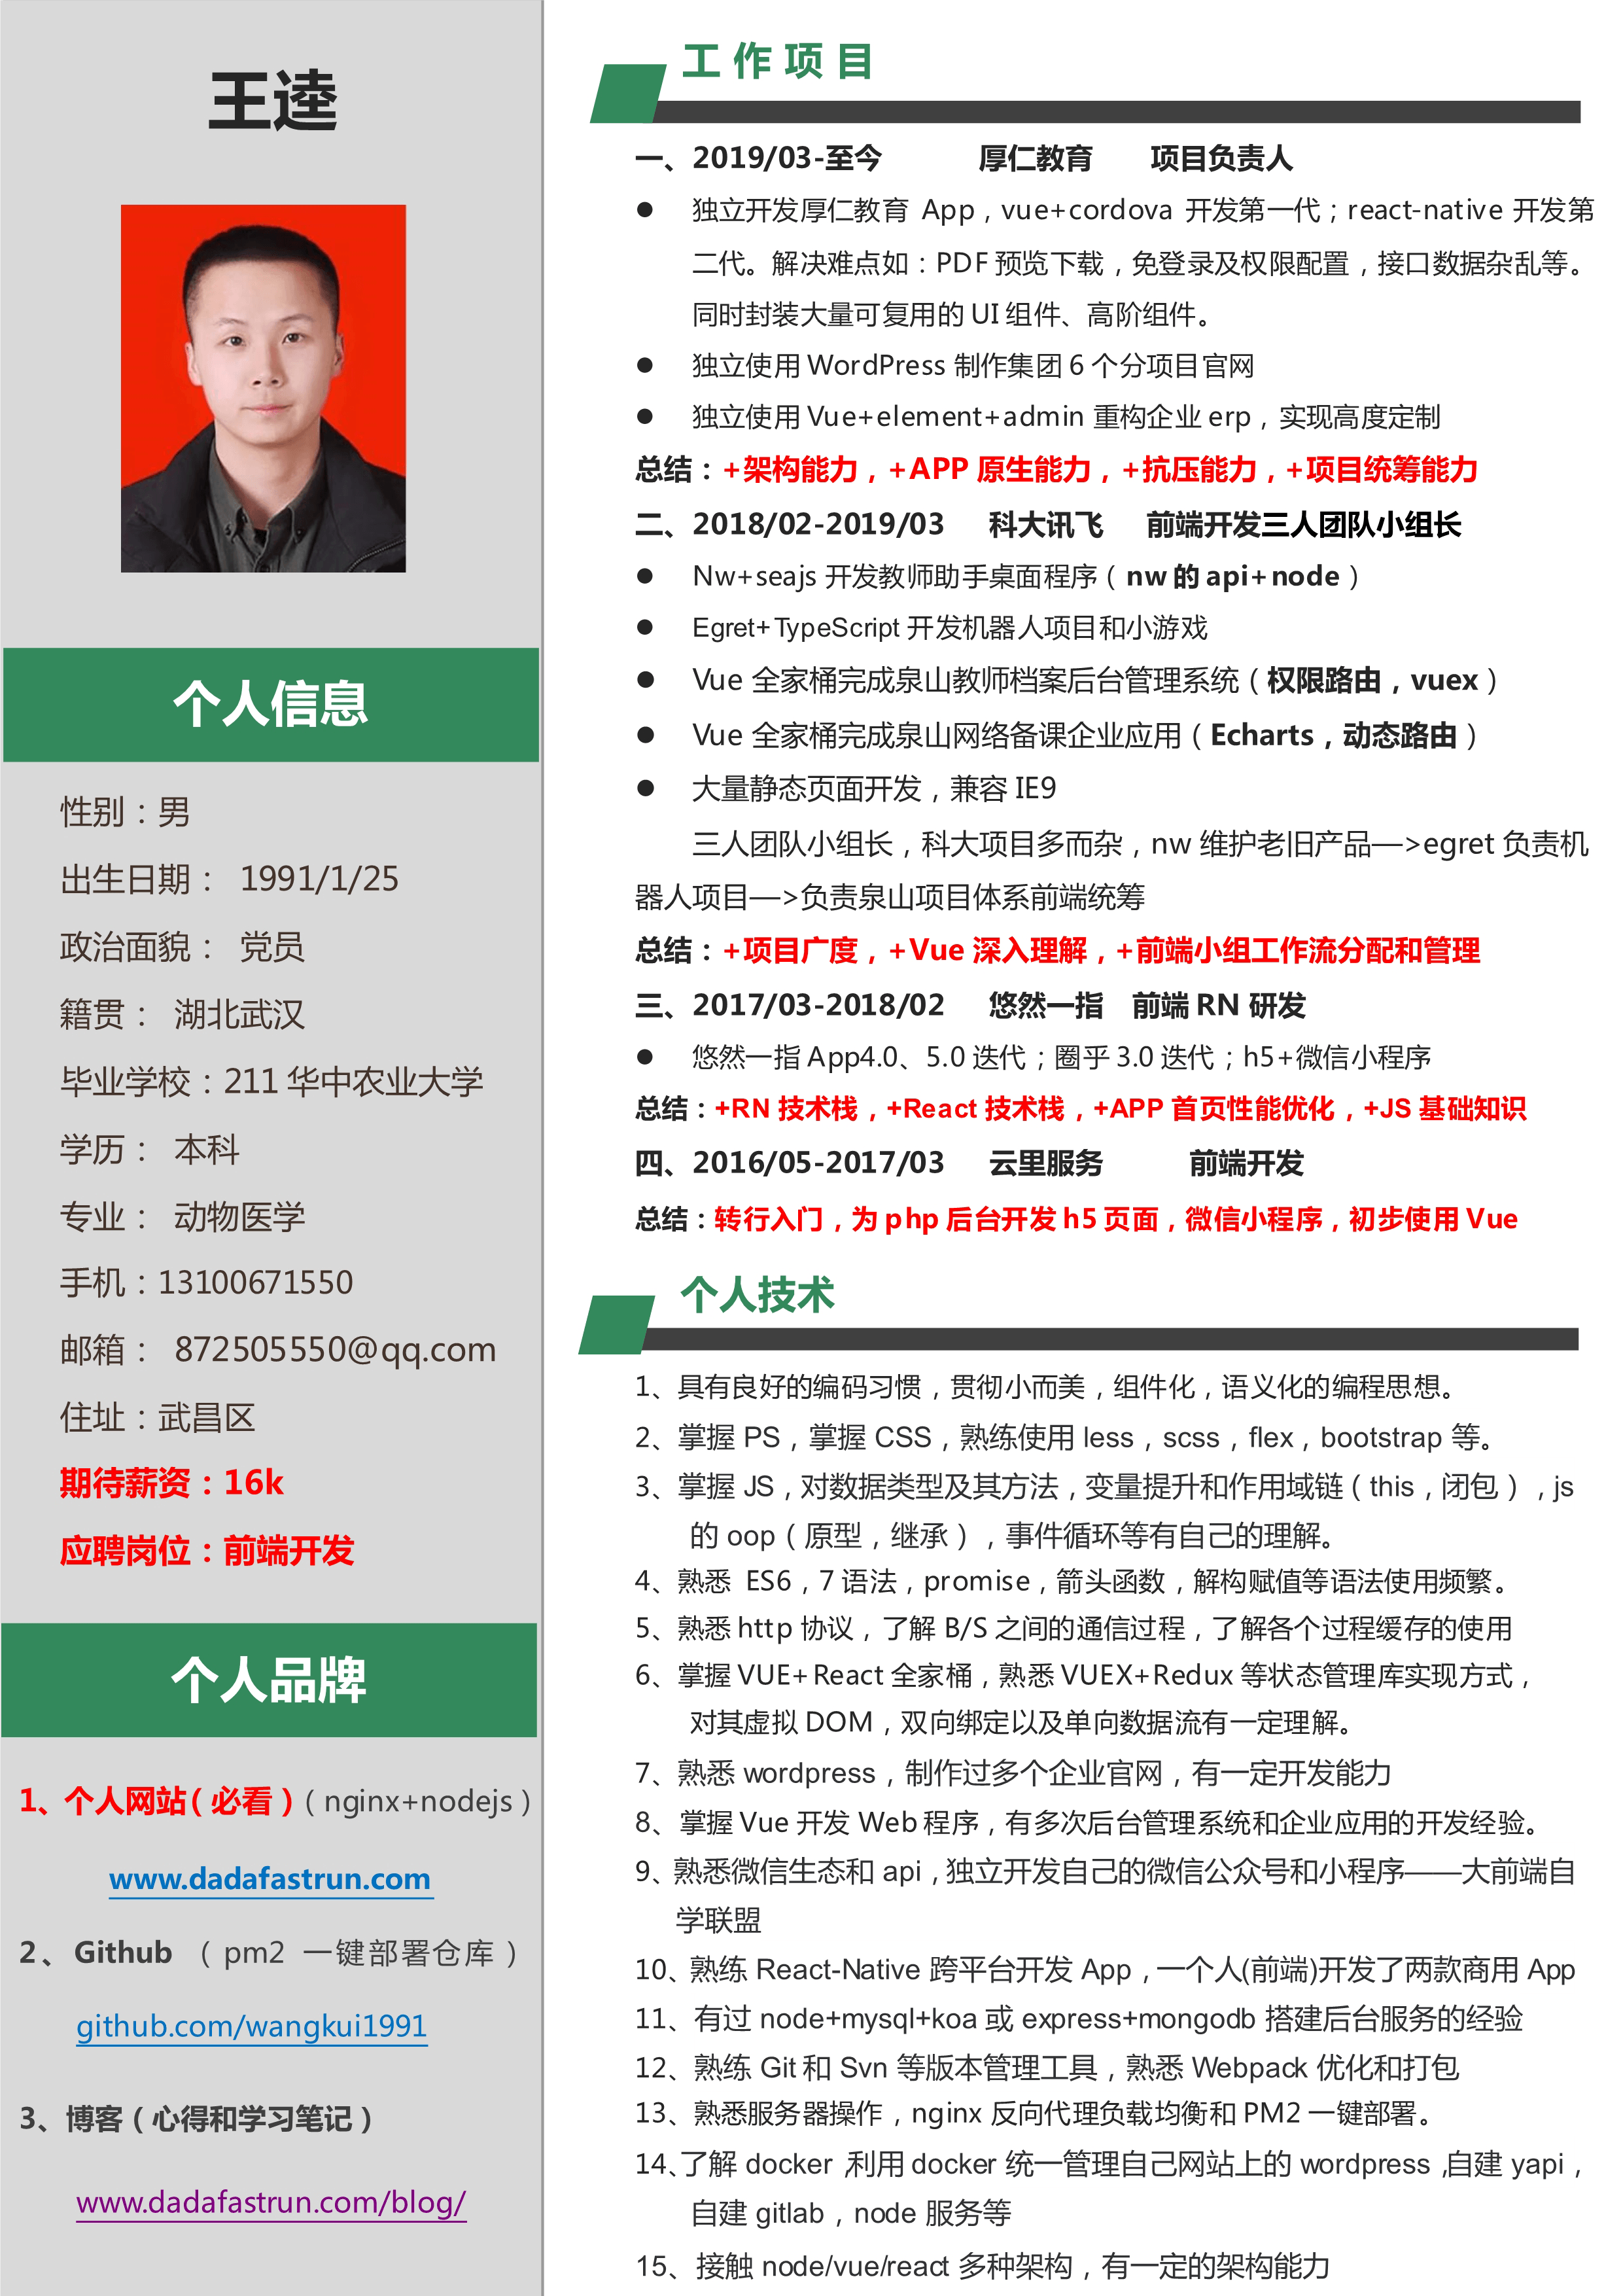 王逵
个人信息
性别：男
出生日期： 1991/1/25
政治面貌： 党员
籍贯： 湖北武汉
毕业学校：211 华中农业大学
学历： 本科
专业： 动物医学
手机：13100671550
邮箱： 872505550@qq.com
住址：武昌区
期待薪资：16k
应聘岗位：前端开发
个人品牌
1、个人网站（必看）（nginx+nodejs）
www.dadafastrun.com
2、Github （pm2 一键部署仓库）
github.com/wangkui1991
3、博客（心得和学习笔记）
www.dadafastrun.com/blog/
工作项目
一、2019/03-至今 厚仁教育 项目负责人
● 独立开发厚仁教育 App，vue+cordova 开发第一代；react-native 开发第
二代。解决难点如：PDF 预览下载，免登录及权限配置，接口数据杂乱等。
同时封装大量可复用的 UI 组件、高阶组件。
● 独立使用 WordPress 制作集团 6 个分项目官网
● 独立使用 Vue+element+admin 重构企业 erp，实现高度定制
总结：+架构能力，+APP 原生能力，+抗压能力，+项目统筹能力
二、2018/02-2019/03 科大讯飞 前端开发三人团队小组长
● Nw+seajs 开发教师助手桌面程序（nw 的 api+node）
● Egret+TypeScript 开发机器人项目和小游戏
● Vue 全家桶完成泉山教师档案后台管理系统（权限路由，vuex）
● Vue 全家桶完成泉山网络备课企业应用（Echarts，动态路由）
● 大量静态页面开发，兼容 IE9
三人团队小组长，科大项目多而杂，nw 维护老旧产品—>egret 负责机
器人项目—>负责泉山项目体系前端统筹
总结：+项目广度，+Vue 深入理解，+前端小组工作流分配和管理
三、2017/03-2018/02 悠然一指 前端 RN 研发
● 悠然一指 App4.0、5.0 迭代；圈乎 3.0 迭代；h5+微信小程序
总结：+RN 技术栈，+React 技术栈，+APP 首页性能优化，+JS 基础知识
四、2016/05-2017/03 云里服务 前端开发
总结：转行入门，为 php 后台开发 h5 页面，微信小程序，初步使用 Vue
个人技术
1、具有良好的编码习惯，贯彻小而美，组件化，语义化的编程思想。
2、掌握 PS，掌握 CSS，熟练使用 less，scss，flex，bootstrap 等。
3、掌握 JS，对数据类型及其方法，变量提升和作用域链（this，闭包），js
的 oop（原型，继承），事件循环等有自己的理解。
4、熟悉 ES6，7 语法，promise，箭头函数，解构赋值等语法使用频繁。
5、熟悉 http 协议，了解 B/S 之间的通信过程，了解各个过程缓存的使用
6、掌握 VUE+React 全家桶，熟悉 VUEX+Redux 等状态管理库实现方式，
对其虚拟 DOM，双向绑定以及单向数据流有一定理解。
7、熟悉 wordpress，制作过多个企业官网，有一定开发能力
8、掌握 Vue 开发 Web 程序，有多次后台管理系统和企业应用的开发经验。
9、熟悉微信生态和 api，独立开发自己的微信公众号和小程序——大前端自
学联盟
10、熟练 React-Native 跨平台开发 App，一个人(前端)开发了两款商用 App
11、有过 node+mysql+koa 或 express+mongodb 搭建后台服务的经验
12、熟练 Git 和 Svn 等版本管理工具，熟悉 Webpack 优化和打包
13、熟悉服务器操作，nginx 反向代理负载均衡和 PM2 一键部署。
14、了解 docker，利用 docker 统一管理自己网站上的 wordpress，自建 yapi，
自建 gitlab，node 服务等
15、接触 node/vue/react 多种架构，有一定的架构能力